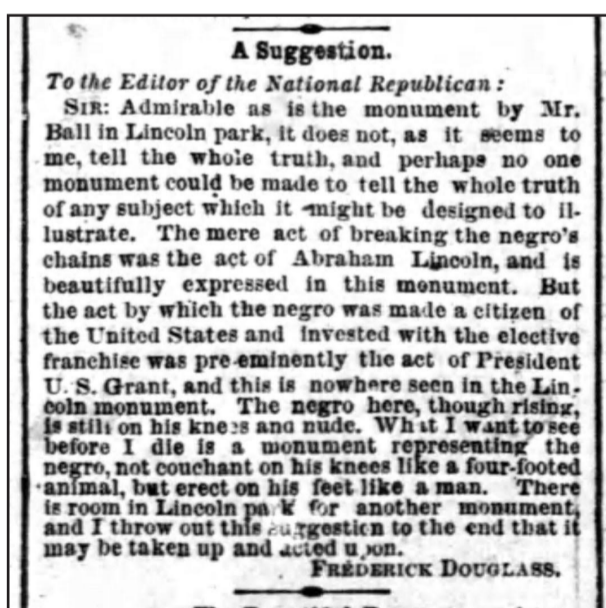 A Suggestion.
To the Editor of the National Republican:
SIR: Admirable as is the monument by Mr.
Ball in Lincoln park, it does not, as it seems to
me, tell the whole truth, and perhaps no one
monument could be made to tell the whole truth
of any subject which it might be designed to il-
lustrate. The mere act of breaking the negro's
chains was the act of Abraham Lincoln, and is
beautifully expressed in this monument. But
the act by which the negro was made a citizen of
the United States and invested with the elective
franchise was pre-eminently the act of President
U. S. Grant, and this is nowhere seen in the Lin-
coln monument. The negro here, though rising,
is still on his knees and nude. What I want to see
before I die is a monument representing the
negro, not couchant on his knees like a four-footed
animal, but erect on his feet like a man. There
is room in Lincoln park for another monument,
and I throw out this suggestion to the end that it
may be taken up and acted upon.
FREDERICK DOUGLASS.